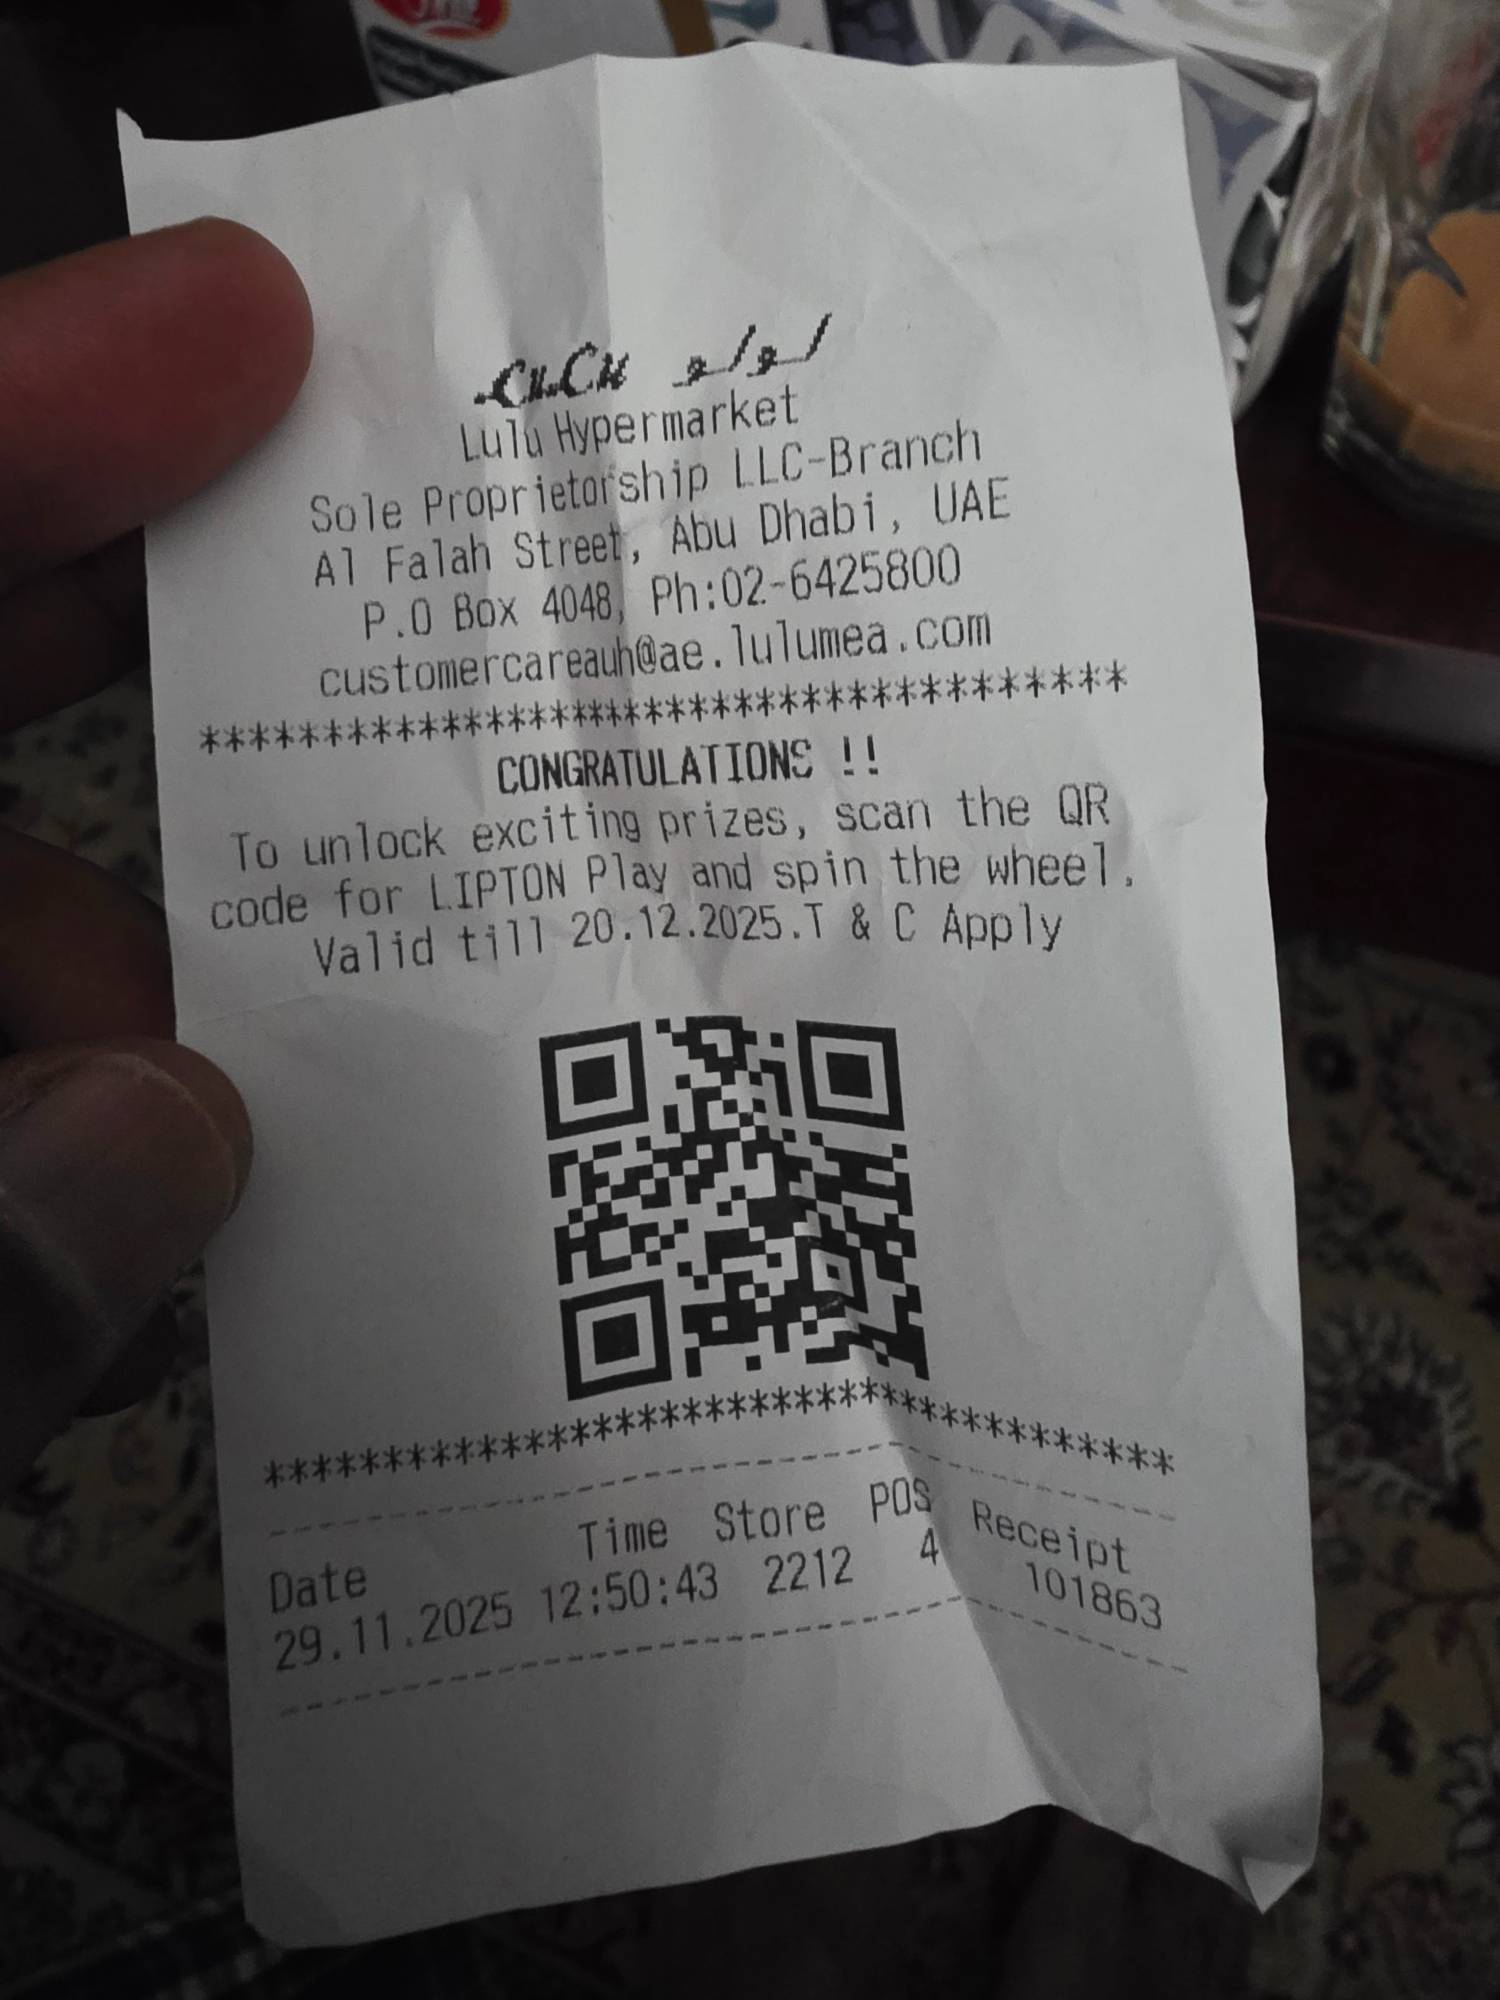 LuLu لولو
Lulu Hypermarket
Sole Proprietorship LLC-Branch
Al Falah Street, Abu Dhabi, UAE
P.O Box 4048, Ph:02-6425800
customercareauh@ae.lulumea.com
**************************************
CONGRATULATIONS !!
To unlock exciting prizes, scan the QR
code for LIPTON Play and spin the wheel.
Valid till 20.12.2025.T & C Apply
**************************************
Date Time Store POS Receipt
29.11.2025 12:50:43 2212 4 101863